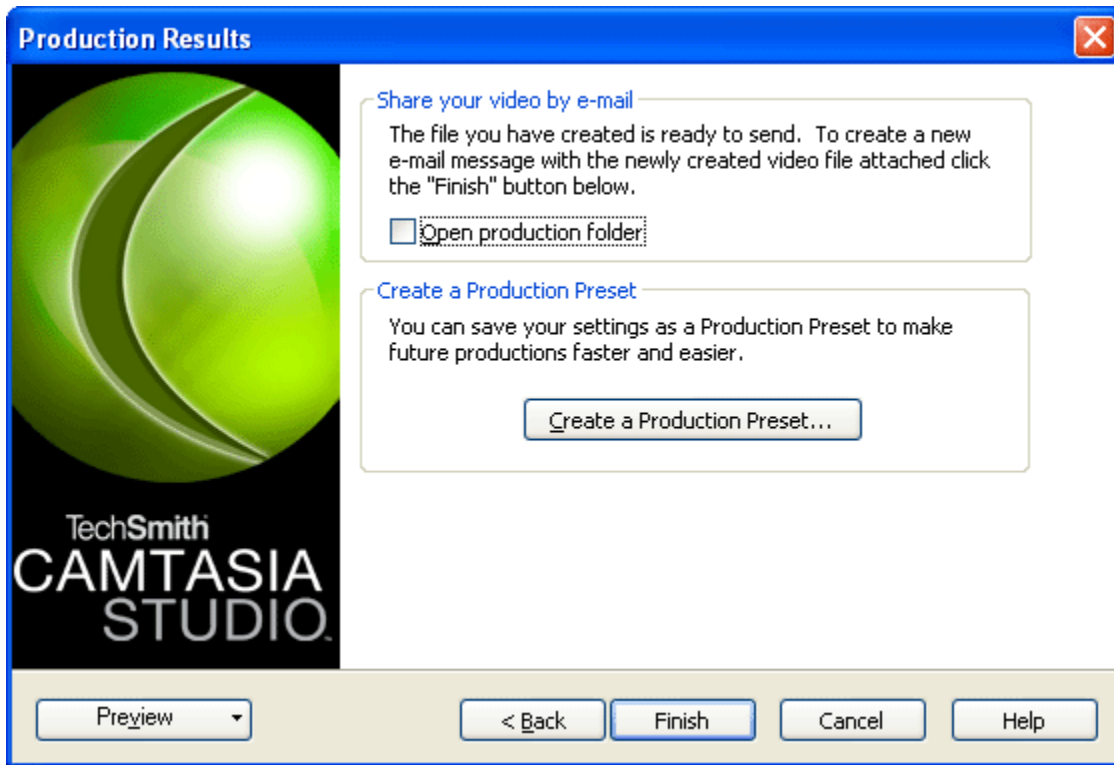 Production Results
Share your video by e-mail
The file you have created is ready to send. To create a new
e-mail message with the newly created video file attached click
the "Finish" button below.
Open production folder
Create a Production Preset
You can save your settings as a Production Preset to make
future productions faster and easier.
Create a Production Preset...
TechSmith
CAMTASIA
STUDIO™
Preview
< Back
Finish
Cancel
Help